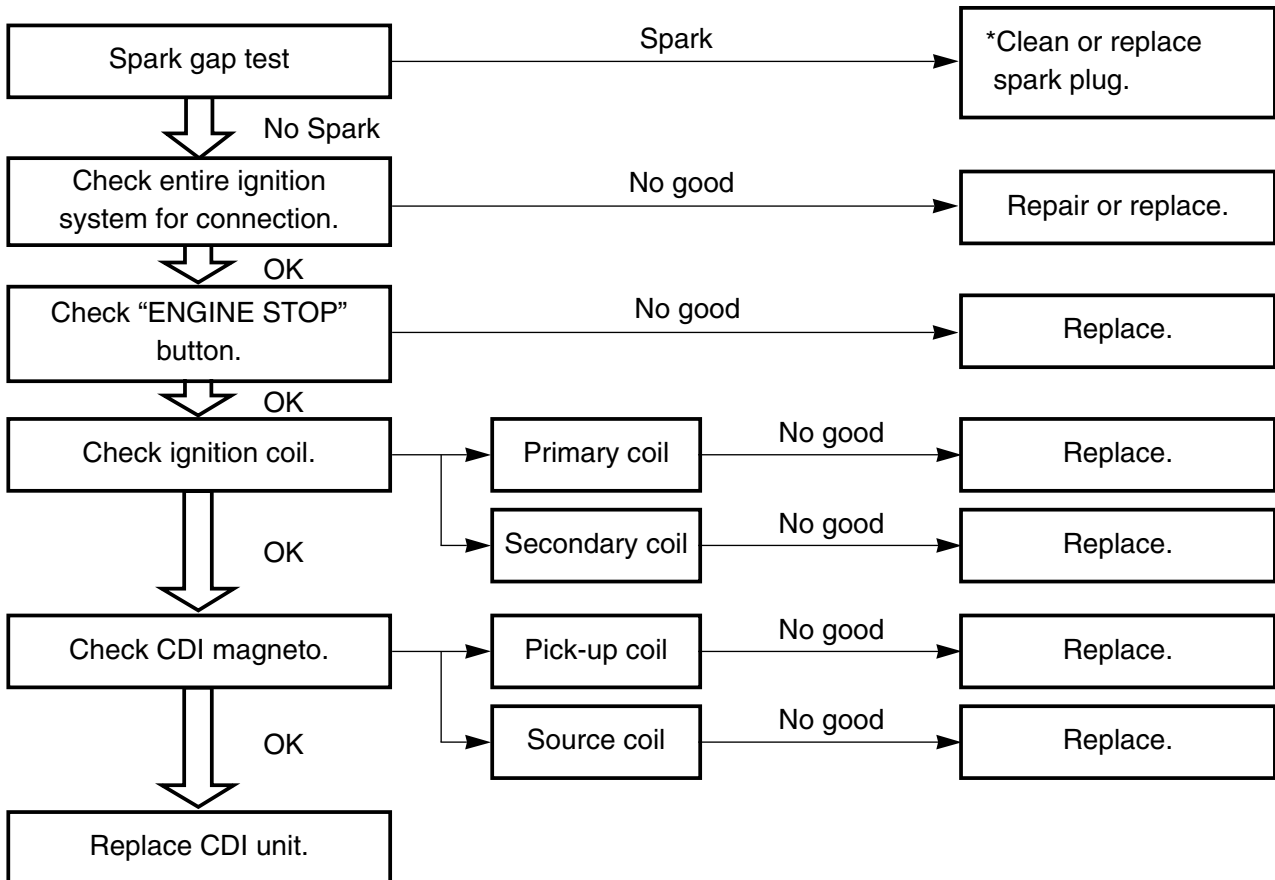 Spark gap test
Spark
*Clean or replace
spark plug.
No Spark
Check entire ignition
system for connection.
No good
Repair or replace.
OK
Check “ENGINE STOP”
button.
No good
Replace.
OK
Check ignition coil.
Primary coil
No good
Replace.
Secondary coil
No good
Replace.
OK
Check CDI magneto.
Pick-up coil
No good
Replace.
Source coil
No good
Replace.
OK
Replace CDI unit.